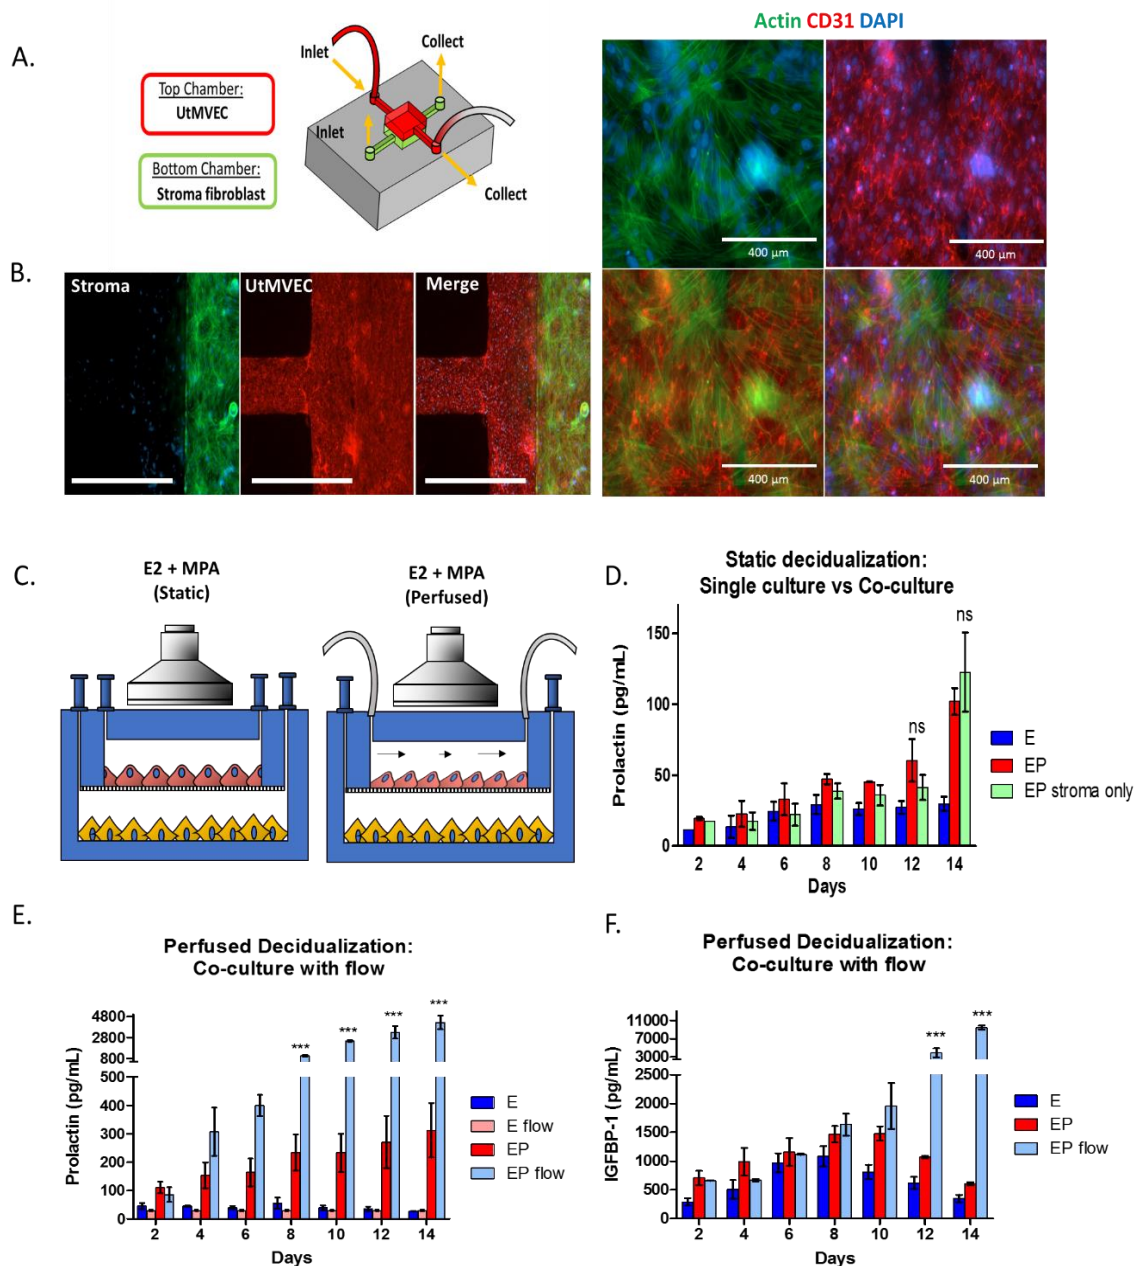 A.
Top Chamber:
UtMVEC
Bottom Chamber:
Stroma fibroblast
Inlet
Collect
Inlet
Collect
Actin CD31 DAPI
400 µm
400 µm
400 µm
400 µm
B.
Stroma
UtMVEC
Merge
C.
E2 + MPA
(Static)
E2 + MPA
(Perfused)
D.
Static decidualization:
Single culture vs Co-culture
Prolactin (pg/mL)
150
100
50
0
ns
ns
2 4 6 8 10 12 14
Days
E
EP
EP stroma only
E.
Perfused Decidualization:
Co-culture with flow
Prolactin (pg/mL)
4800
2800
800
500
400
300
200
100
0
***
***
***
***
2 4 6 8 10 12 14
Days
E
E flow
EP
EP flow
F.
Perfused Decidualization:
Co-culture with flow
IGFBP-1 (pg/mL)
11000
9000
7000
5000
3000
2500
2000
1500
1000
500
0
***
***
2 4 6 8 10 12 14
Days
E
EP
EP flow